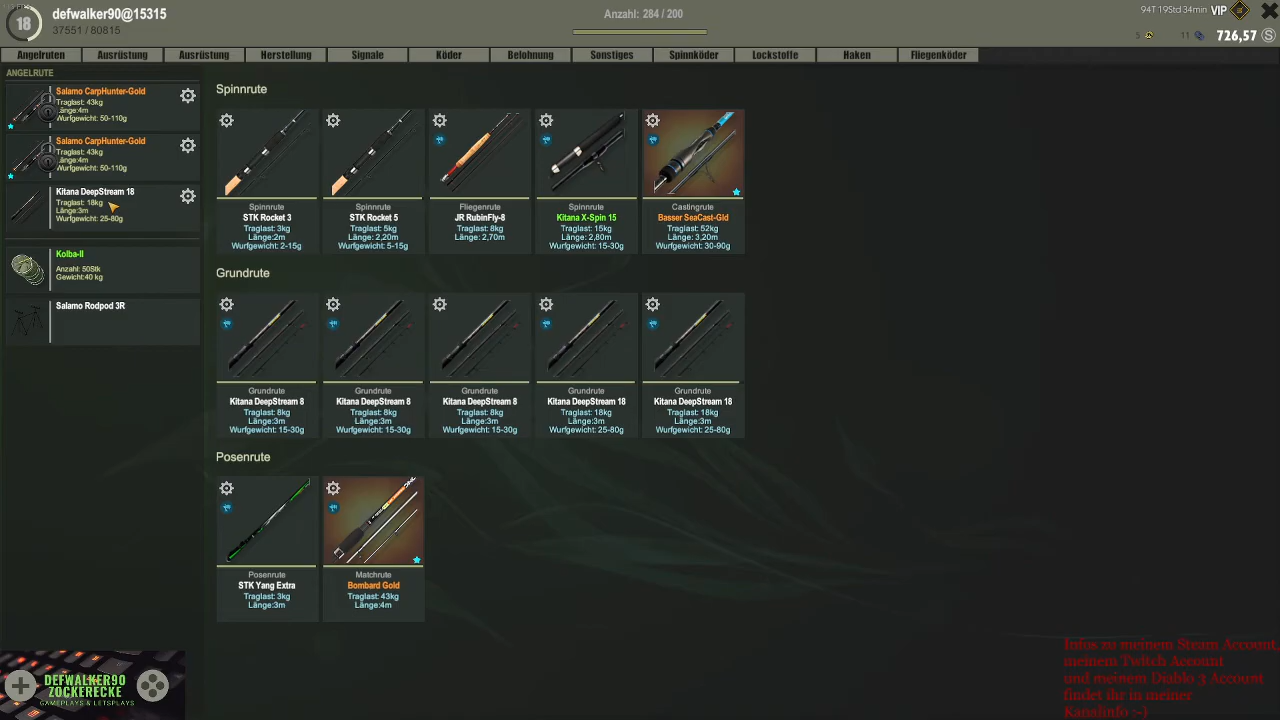 18
defwalker90@15315
37551 / 80815
Anzahl: 284 / 200
94T 19Std 34min VIP
5
11
726,57 S
Angelruten
Ausrüstung
Ausrüstung
Herstellung
Signale
Köder
Belohnung
Sonstiges
Spinnköder
Lockstoffe
Haken
Fliegenköder
ANGELRUTE
Salamo CarpHunter-Gold
Traglast: 43kg
Länge:4m
Wurfgewicht: 50-110g
Salamo CarpHunter-Gold
Traglast: 43kg
Länge:4m
Wurfgewicht: 50-110g
Kitana DeepStream 18
Traglast: 18kg
Länge:3m
Wurfgewicht: 25-80g
Kolba-II
Anzahl: 50Stk
Gewicht:40 kg
Salamo Rodpod 3R
Spinnrute
Spinnrute
STK Rocket 3
Traglast: 3kg
Länge:2m
Wurfgewicht: 2-15g
Spinnrute
STK Rocket 5
Traglast: 5kg
Länge: 2,20m
Wurfgewicht: 5-15g
Fliegenrute
JR RubinFly-8
Traglast: 8kg
Länge: 2,70m
Spinnrute
Kitana X-Spin 15
Traglast: 15kg
Länge: 2,80m
Wurfgewicht: 15-30g
Castingrute
Basser SeaCast-Gld
Traglast: 52kg
Länge: 3,20m
Wurfgewicht: 30-90g
Grundrute
Grundrute
Kitana DeepStream 8
Traglast: 8kg
Länge:3m
Wurfgewicht: 15-30g
Grundrute
Kitana DeepStream 8
Traglast: 8kg
Länge:3m
Wurfgewicht: 15-30g
Grundrute
Kitana DeepStream 8
Traglast: 8kg
Länge:3m
Wurfgewicht: 15-30g
Grundrute
Kitana DeepStream 18
Traglast: 18kg
Länge:3m
Wurfgewicht: 25-80g
Grundrute
Kitana DeepStream 18
Traglast: 18kg
Länge:3m
Wurfgewicht: 25-80g
Posenrute
Posenrute
STK Yang Extra
Traglast: 3kg
Länge:3m
Matchrute
Bombard Gold
Traglast: 43kg
Länge:4m
DEFWALKER90
ZOCKERECKE
GAMEPLAYS & LETSPLAYS
Infos zu meinem Steam Account,
meinem Twitch Account
und meinem Diablo 3 Account
findet ihr in meiner
Kanalinfo :-)